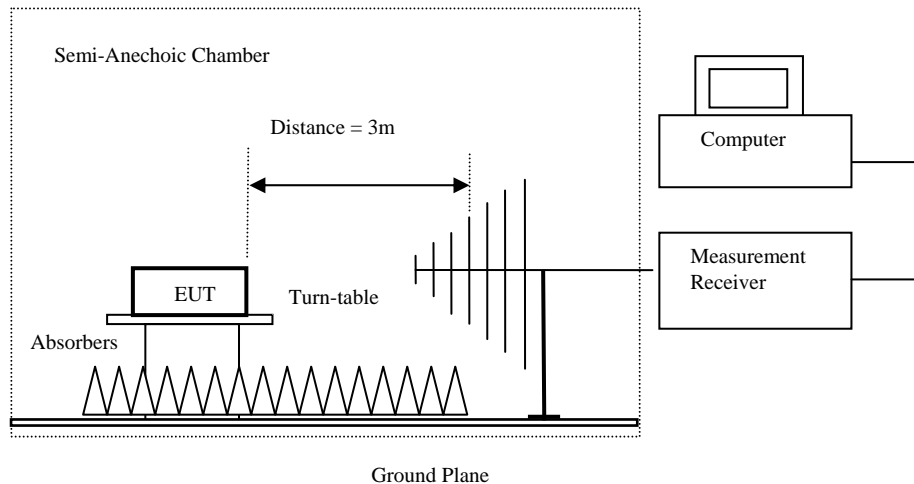 Semi-Anechoic Chamber
Distance = 3m
Computer
Measurement
Receiver
EUT
Turn-table
Absorbers
Ground Plane